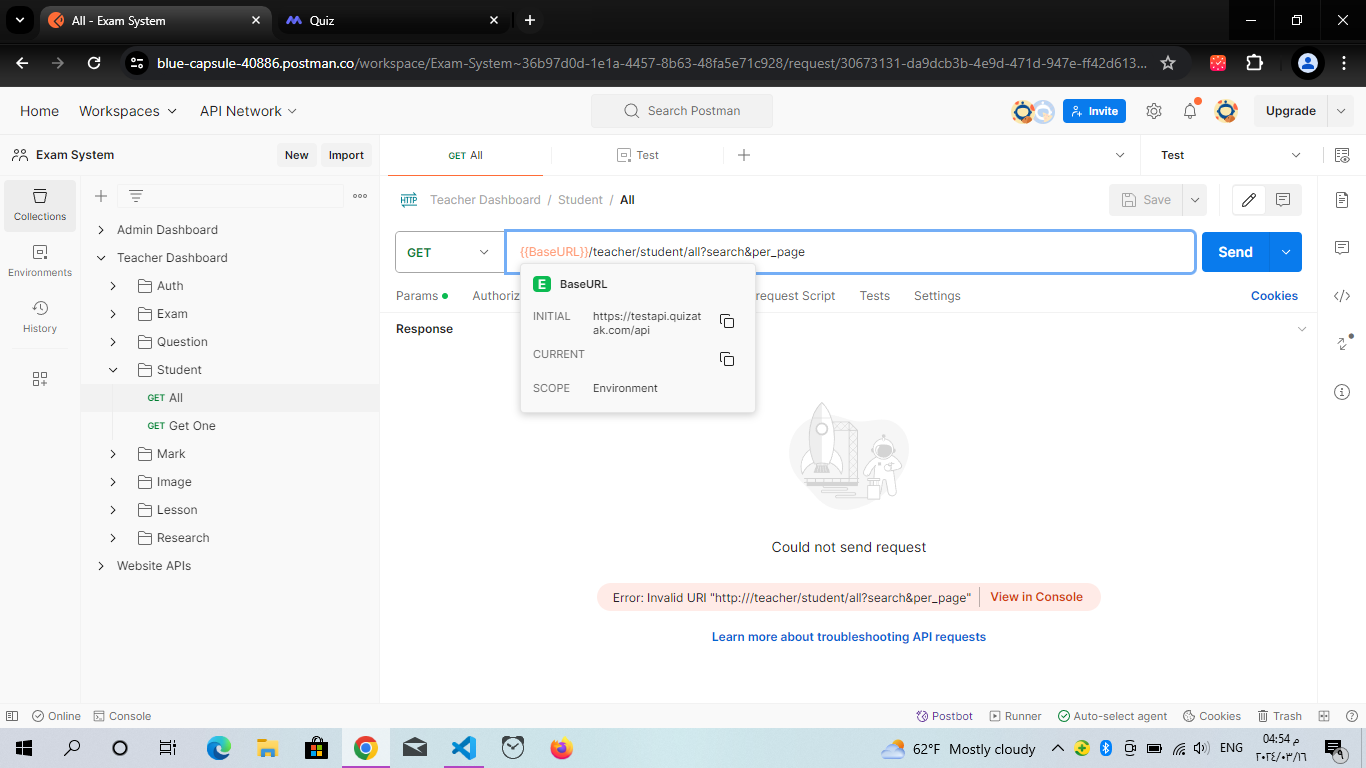 All - Exam System
Quiz
blue-capsule-40886.postman.co/workspace/Exam-System~36b97d0d-1e1a-4457-8b63-48fa5e71c928/request/30673131-da9dcb3b-4e9d-471d-947e-ff42d613...
Home Workspaces API Network Search Postman Invite Upgrade
Exam System New Import GET All Test Test
Collections
Environments
History
Admin Dashboard
Teacher Dashboard
Auth
Exam
Question
Student
GET All
GET Get One
Mark
Image
Lesson
Research
Website APIs
HTTP Teacher Dashboard / Student / All Save
GET {{BaseURL}}/teacher/student/all?search&per_page Send
Params Authoriz request Script Tests Settings Cookies
E BaseURL
INITIAL https://testapi.quizat
ak.com/api
CURRENT
SCOPE Environment
Response
Could not send request
Error: Invalid URI "http:///teacher/student/all?search&per_page" View in Console
Learn more about troubleshooting API requests
Online Console Postbot Runner Auto-select agent Cookies Trash
62°F Mostly cloudy ENG
04:54 م
٢٠٢٤/٠٣/١٦
٩